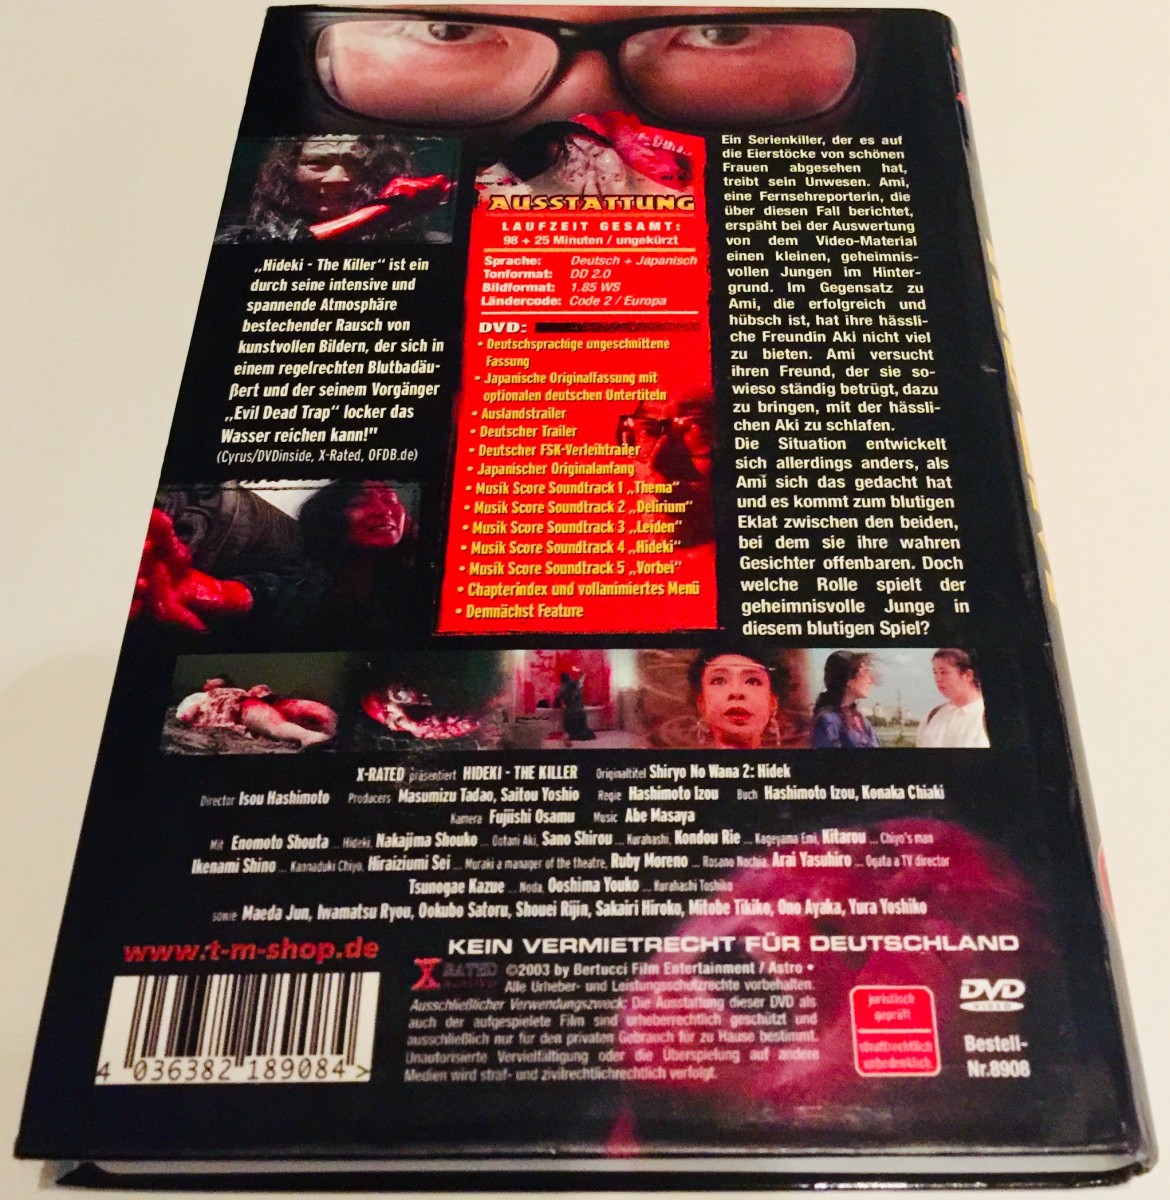 „Hideki - The Killer“ ist ein
durch seine intensive und
spannende Atmosphäre
bestechender Rausch von
kunstvollen Bildern, der sich in
einem regelrechten Blutbadäu-
ßert und der seinem Vorgänger
„Evil Dead Trap“ locker das
Wasser reichen kann!"
(Cyrus/DVDinside, X-Rated, OFDB.de)
AUSSTATTUNG
LAUFZEIT GESAMT:
98 + 25 Minuten / ungekürzt
Sprache: Deutsch + Japanisch
Tonformat: DD 2.0
Bildformat: 1.85 WS
Ländercode: Code 2 / Europa
DVD:
• Deutschsprachige ungeschnittene
Fassung
• Japanische Originalfassung mit
optionalen deutschen Untertiteln
• Auslandstrailer
• Deutscher Trailer
• Deutscher FSK-Verleihtrailer
• Japanischer Originalanfang
• Musik Score Soundtrack 1 „Thema“
• Musik Score Soundtrack 2 „Delirium“
• Musik Score Soundtrack 3 „Leiden“
• Musik Score Soundtrack 4 „Hideki“
• Musik Score Soundtrack 5 „Vorbei“
• Chapterindex und vollanimiertes Menü
• Demnächst Feature
Ein Serienkiller, der es auf
die Eierstöcke von schönen
Frauen abgesehen hat,
treibt sein Unwesen. Ami,
eine Fernsehreporterin, die
über diesen Fall berichtet,
erspäht bei der Auswertung
von dem Video-Material
einen kleinen, geheimnis-
vollen Jungen im Hinter-
grund. Im Gegensatz zu
Ami, die erfolgreich und
hübsch ist, hat ihre hässli-
che Freundin Aki nicht viel
zu bieten. Ami versucht
ihren Freund, der sie so-
wieso ständig betrügt, dazu
zu bringen, mit der hässli-
chen Aki zu schlafen.
Die Situation entwickelt
sich allerdings anders, als
Ami sich das gedacht hat
und es kommt zum blutigen
Eklat zwischen den beiden,
bei dem sie ihre wahren
Gesichter offenbaren. Doch
welche Rolle spielt der
geheimnisvolle Junge in
diesem blutigen Spiel?
X-RATED präsentiert HIDEKI - THE KILLER Originaltitel Shiryo No Wana 2: Hidek
Director Isou Hashimoto Producers Masumizu Tadao, Saitou Yoshio Regie Hashimoto Izou Buch Hashimoto Izou, Konaka Chiaki
Kamera Fujiishi Osamu Music Abe Masaya
Mit Enomoto Shouta ... Hideki, Nakajima Shouko ... Ootani Aki, Sano Shirou ... Kurahashi, Kondou Rie ... Kageyama Emi, Kitarou ... Chiyo's man
Ikenami Shino ... Kannaduki Chiyo, Hiraiziumi Sei ... Muraki a manager of the theatre, Ruby Moreno ... Rosano Nochia, Arai Yasuhiro ... Ogata a TV director
Tsunogae Kazue ... Noda, Ooshima Youko ... Kurahashi Toshiko
sowie Maeda Jun, Iwamatsu Ryou, Ookubo Satoru, Shouei Rijin, Sakairi Hiroko, Mitobe Tikiko, Ono Ayaka, Yura Yoshiko
www.t-m-shop.de
4 036382 189084 >
KEIN VERMIETRECHT FÜR DEUTSCHLAND
X RATED ©2003 by Bertucci Film Entertainment / Astro •
Alle Urheber- und Leistungsschutzrechte vorbehalten.
Ausschließlicher Verwendungszweck: Die Ausstattung dieser DVD als
auch der aufgespielete Film sind urheberrechtlich geschützt und
ausschließlich nur für den privaten Gebrauch für zu Hause bestimmt.
Unautorisierte Vervielfältigung oder die Überspielung auf andere
Medien wird straf- und zivilrechtlichrechtlich verfolgt.
juristisch
geprüft
strafrechtlich
unbedenklich
DVD
VIDEO
Bestell-
Nr.8908